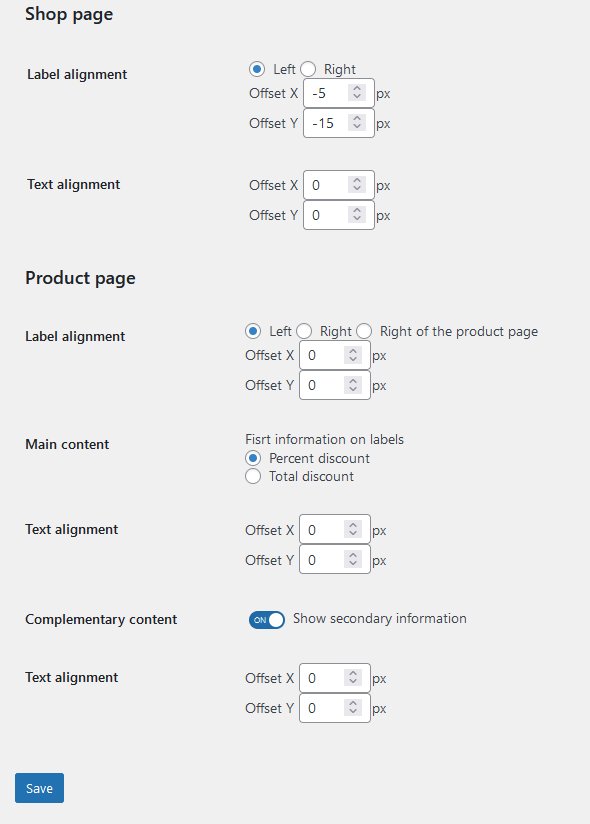 Shop page
Label alignment
Left Right
Offset X -5 px
Offset Y -15 px
Text alignment
Offset X 0 px
Offset Y 0 px
Product page
Label alignment
Left Right Right of the product page
Offset X 0 px
Offset Y 0 px
Main content
Fisrt information on labels
Percent discount
Total discount
Text alignment
Offset X 0 px
Offset Y 0 px
Complementary content
ON Show secondary information
Text alignment
Offset X 0 px
Offset Y 0 px
Save